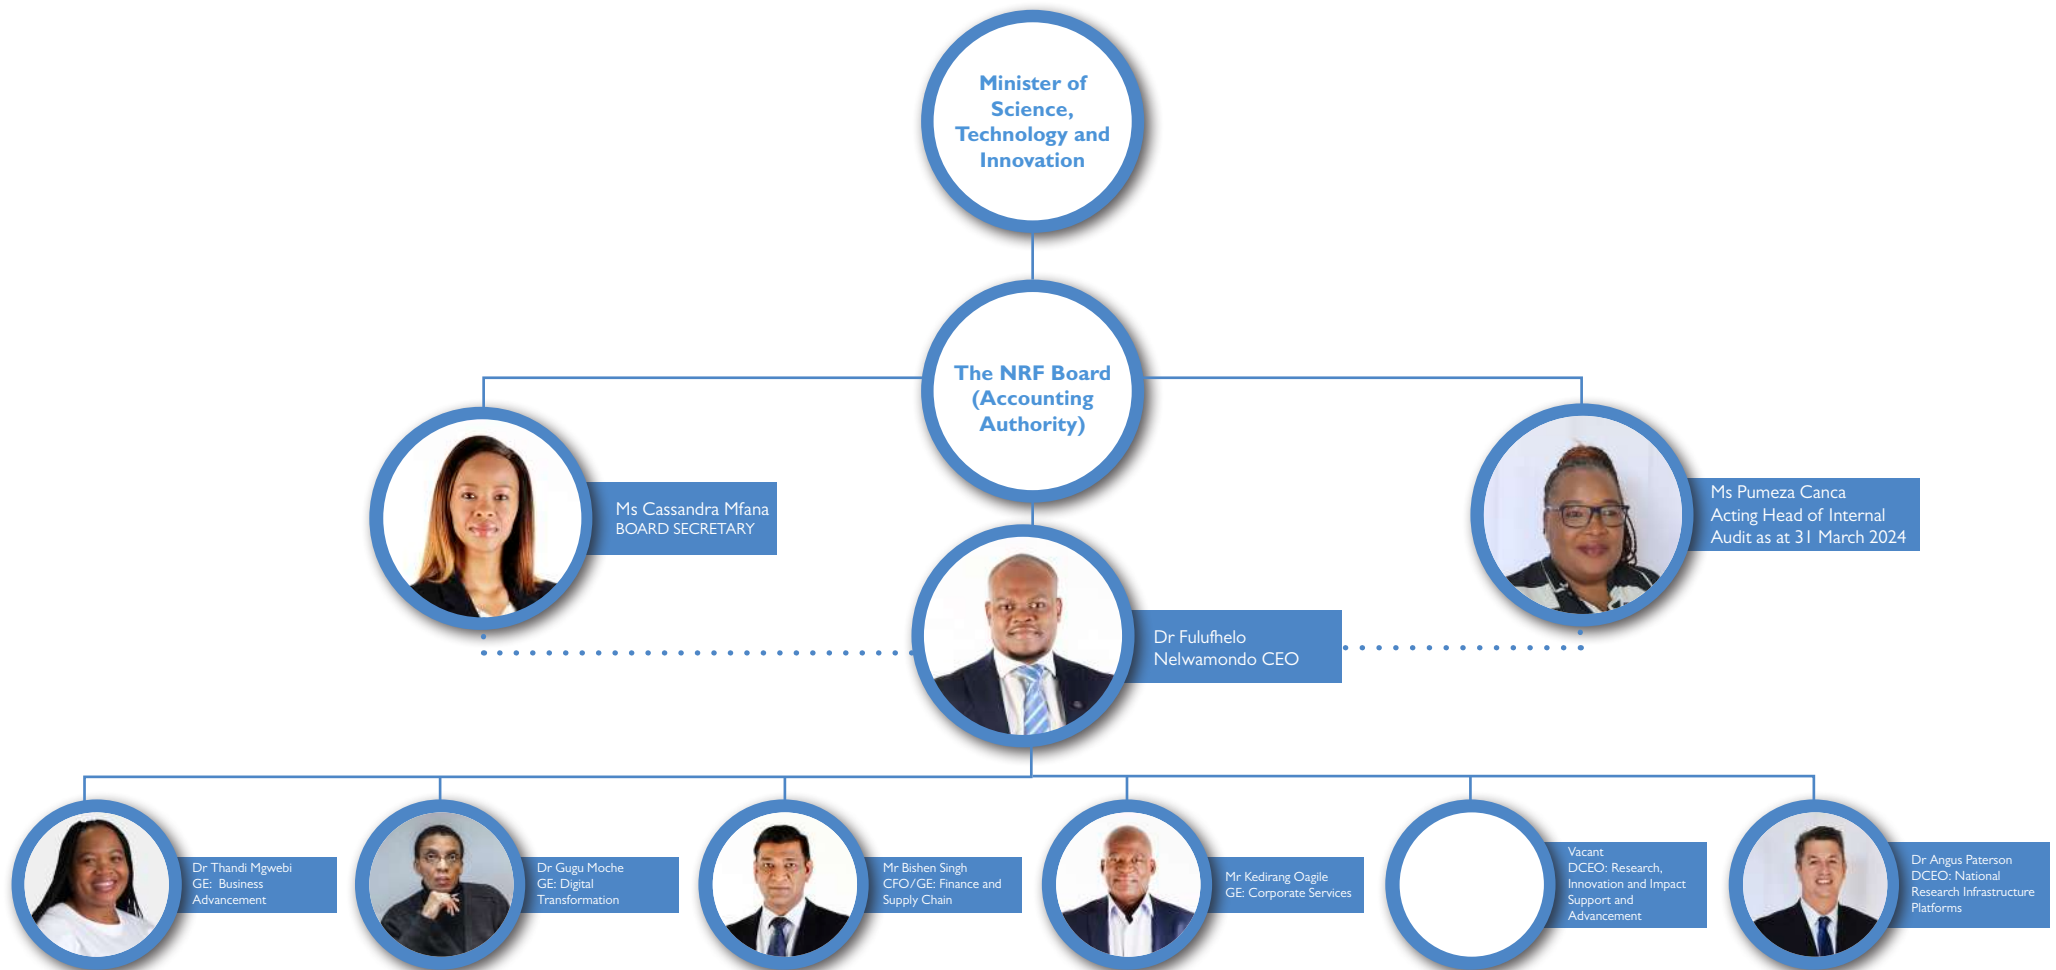 Minister of
Science,
Technology and
Innovation
The NRF Board
(Accounting
Authority)
Ms Cassandra Mfana
BOARD SECRETARY
Ms Pumeza Canca
Acting Head of Internal
Audit as at 31 March 2024
Dr Fulufhelo
Nelwamondo CEO
Dr Thandi Mgwebi
GE: Business
Advancement
Dr Gugu Moche
GE: Digital
Transformation
Mr Bishen Singh
CFO/GE: Finance and
Supply Chain
Mr Kedirang Oagile
GE: Corporate Services
Vacant
DCEO: Research,
Innovation and Impact
Support and
Advancement
Dr Angus Paterson
DCEO: National
Research Infrastructure
Platforms